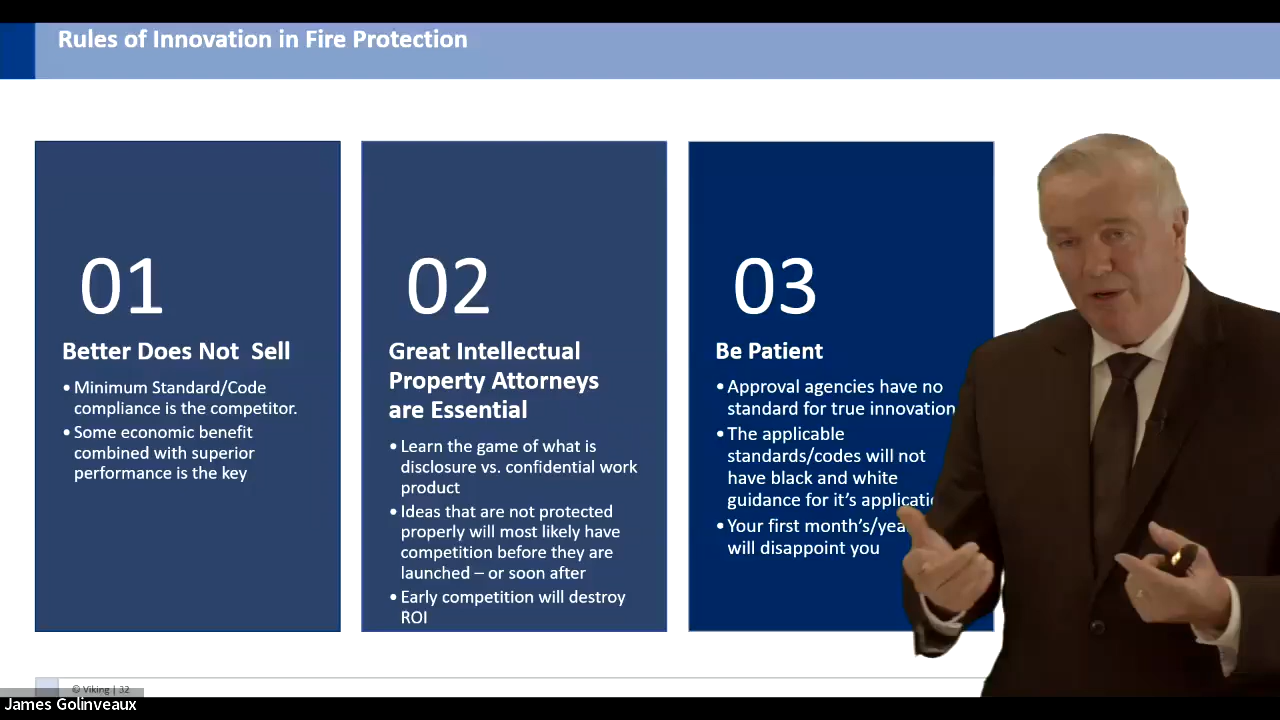 Rules of Innovation in Fire Protection
01
Better Does Not Sell
• Minimum Standard/Code
compliance is the competitor.
• Some economic benefit
combined with superior
performance is the key
02
Great Intellectual
Property Attorneys
are Essential
• Learn the game of what is
disclosure vs. confidential work
product
• Ideas that are not protected
properly will most likely have
competition before they are
launched – or soon after
• Early competition will destroy
ROI
03
Be Patient
• Approval agencies have no
standard for true innovation
• The applicable
standards/codes will not
have black and white
guidance for it's
• Your first
will disappoint you
© Viking | 32
James Golinveaux